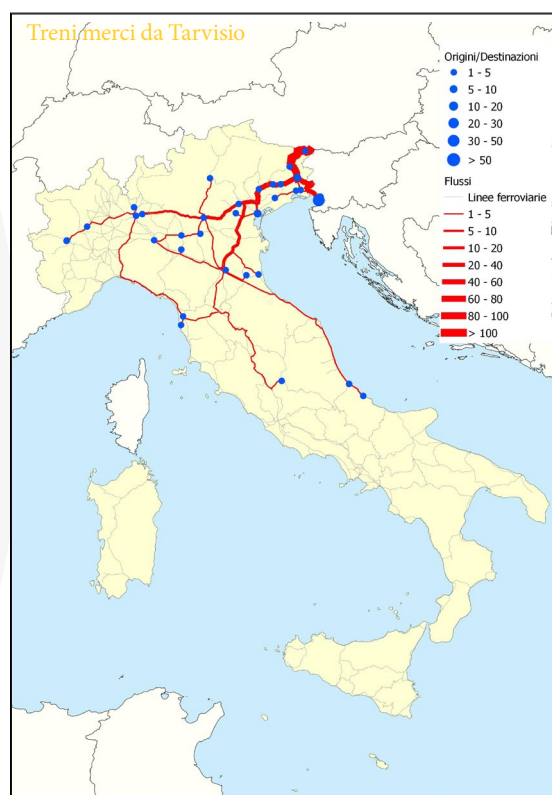 Treni merci da Tarvisio
Origini/Destinazioni
1 - 5
5 - 10
10 - 20
20 - 30
30 - 50
> 50
Flussi
Linee ferroviarie
1 - 5
5 - 10
10 - 20
20 - 40
40 - 60
60 - 80
80 - 100
> 100